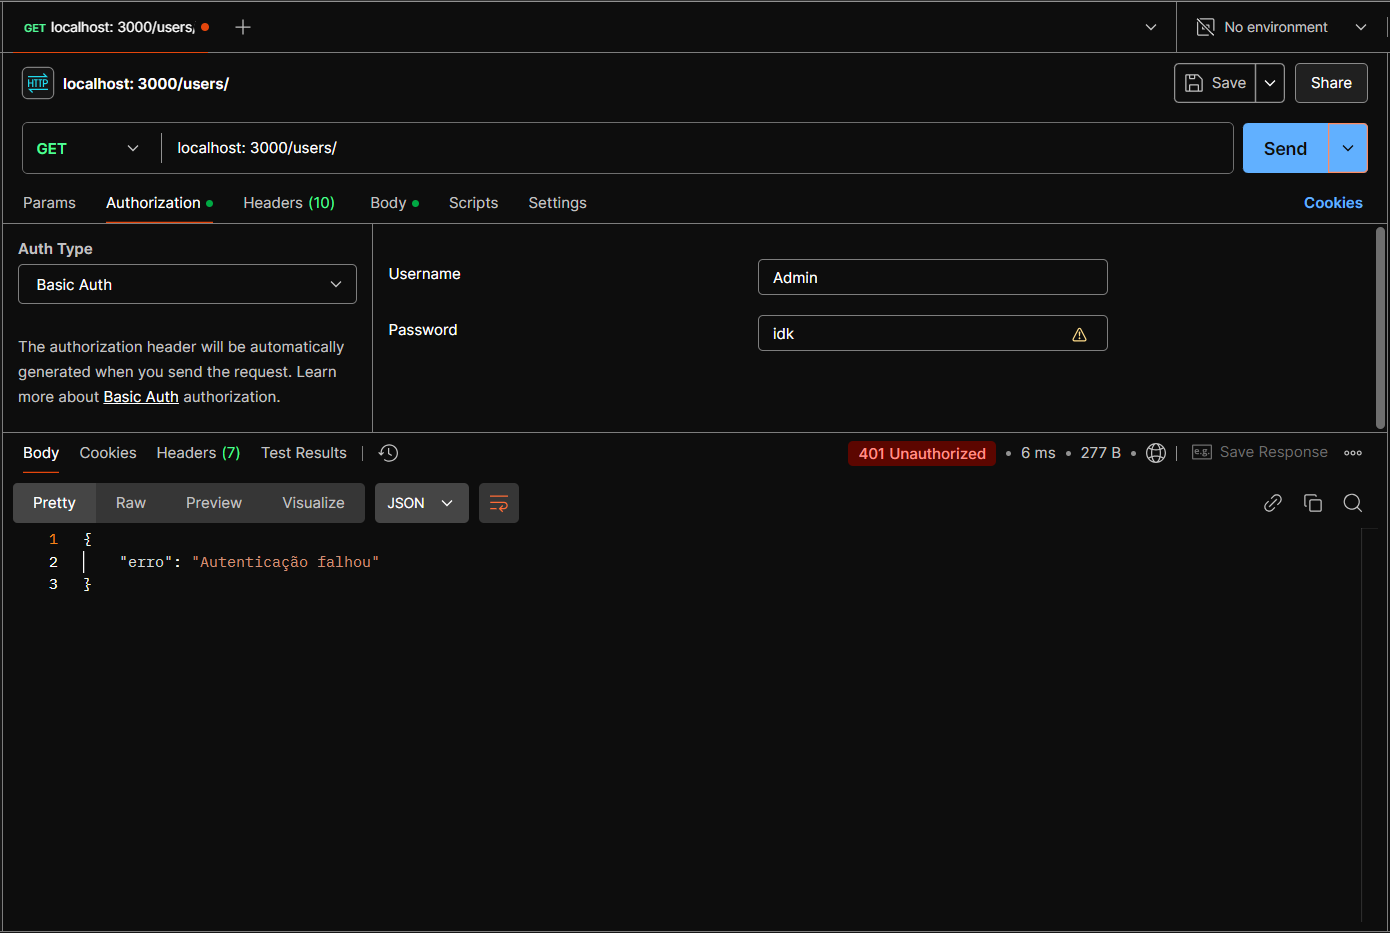 GET localhost: 3000/users/
No environment
HTTP localhost: 3000/users/
Save
Share
GET
localhost: 3000/users/
Send
Params
Authorization
Headers (10)
Body
Scripts
Settings
Cookies
Auth Type
Basic Auth
The authorization header will be automatically
generated when you send the request. Learn
more about Basic Auth authorization.
Username
Admin
Password
idk
Body
Cookies
Headers (7)
Test Results
401 Unauthorized
6 ms
277 B
e.g. Save Response
Pretty
Raw
Preview
Visualize
JSON
1 {
2 "erro": "Autenticação falhou"
3 }